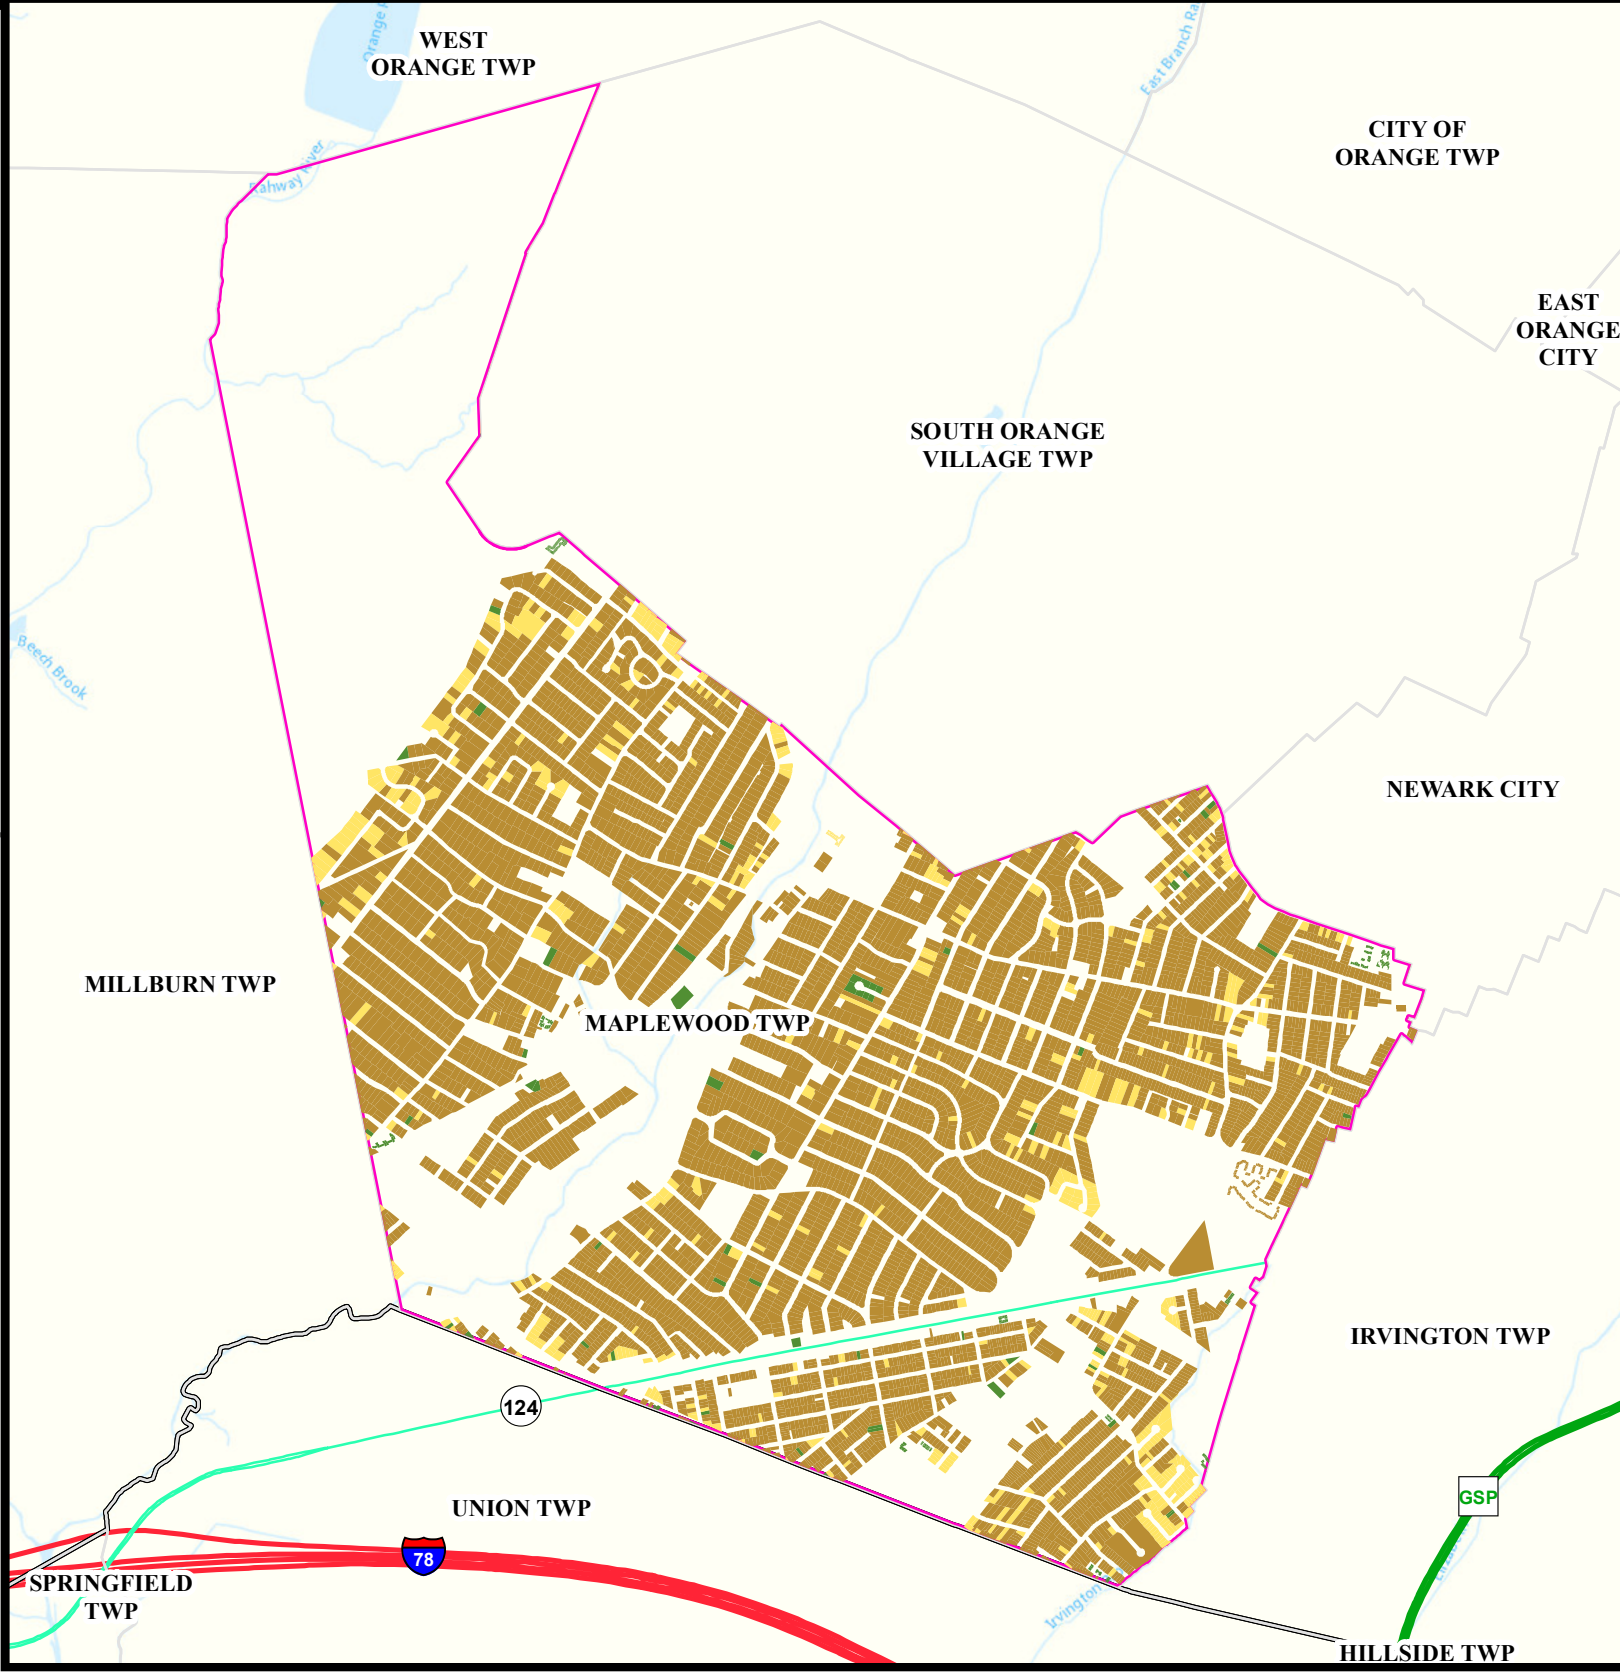 WEST
ORANGE TWP
East Branch Ra
CITY OF
ORANGE TWP
Rahway River
EAST
ORANGE
CITY
SOUTH ORANGE
VILLAGE TWP
Beech Brook
NEWARK CITY
MILLBURN TWP
MAPLEWOOD TWP
IRVINGTON TWP
124
GSP
UNION TWP
78
SPRINGFIELD
TWP
Irvington
HILLSIDE TWP